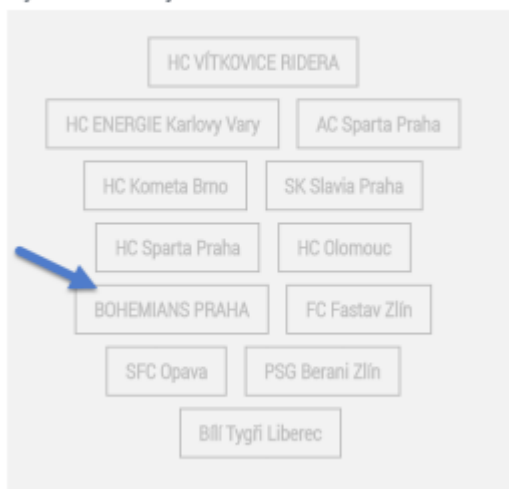 HC VÍTKOVICE RIDERA
HC ENERGIE Karlovy Vary AC Sparta Praha
HC Kometa Brno SK Slavia Praha
HC Sparta Praha HC Olomouc
BOHEMIANS PRAHA FC Fastav Zlín
SFC Opava PSG Berani Zlín
Bílí Tygři Liberec